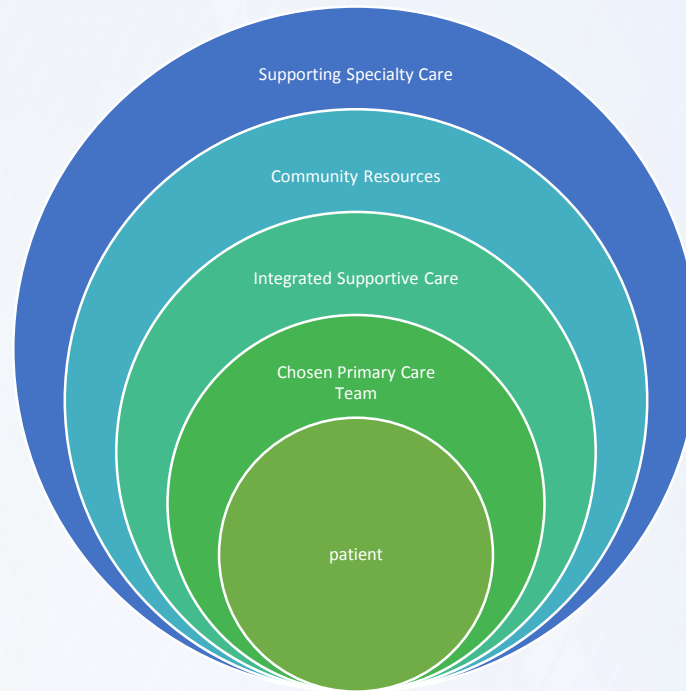 Supporting Specialty Care
Community Resources
Integrated Supportive Care
Chosen Primary Care
Team
patient